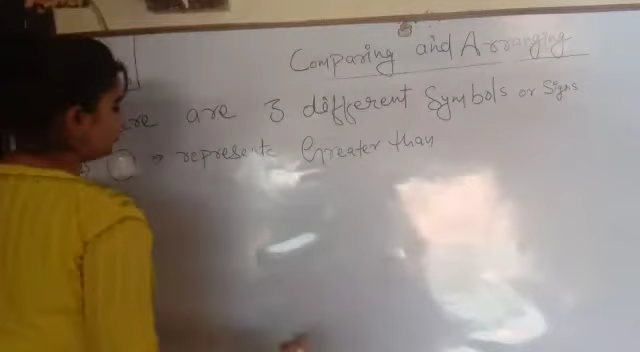 Comparing and Arranging
are 3 different Symbols or Signs
→ represents Greater than